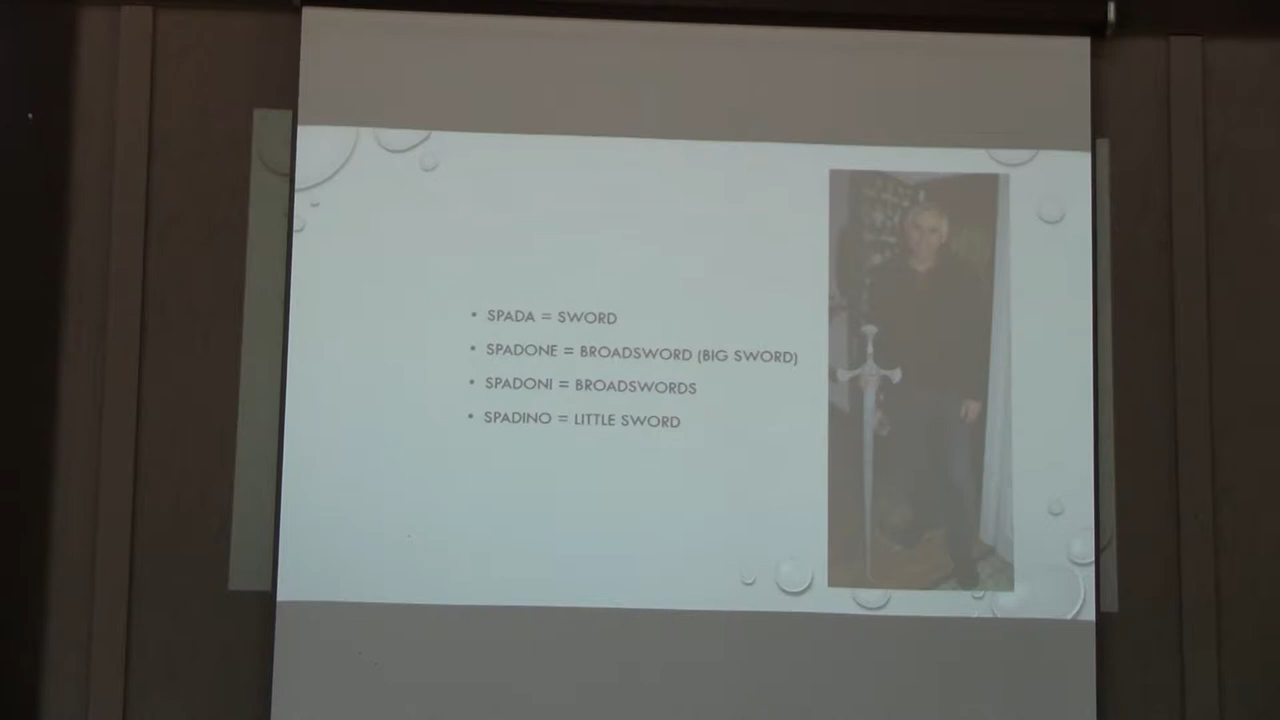 • SPADA = SWORD
• SPADONE = BROADSWORD (BIG SWORD)
• SPADONI = BROADSWORDS
• SPADINO = LITTLE SWORD